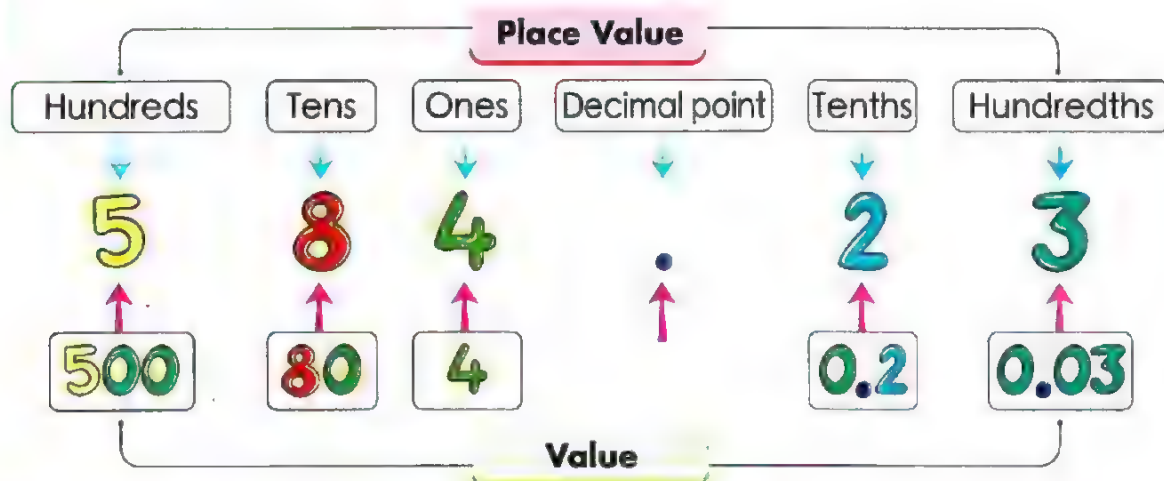 Place Value
Hundreds Tens Ones Decimal point Tenths Hundredths
5 8 4 . 2 3
500 80 4 0.2 0.03
Value